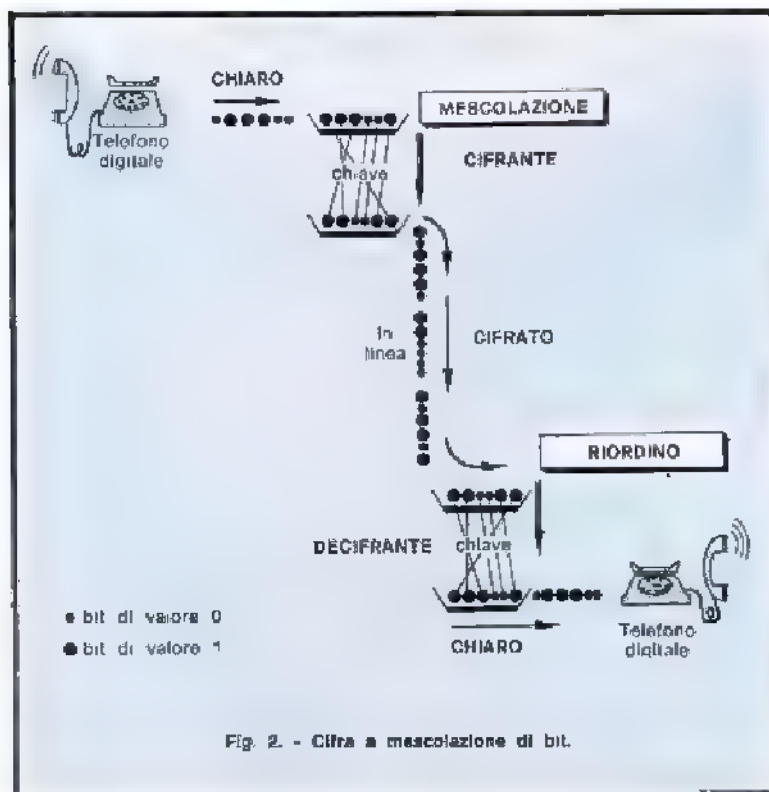 CHIARO
Telefono
digitale
MESCOLAZIONE
CIFRANTE
chiave
In
linea
CIFRATO
RIORDINO
DECIFRANTE
chiave
• bit di valore 0
● bit di valore 1
CHIARO
Telefono
digitale
Fig. 2. - Cifra a mescolazione di bit.